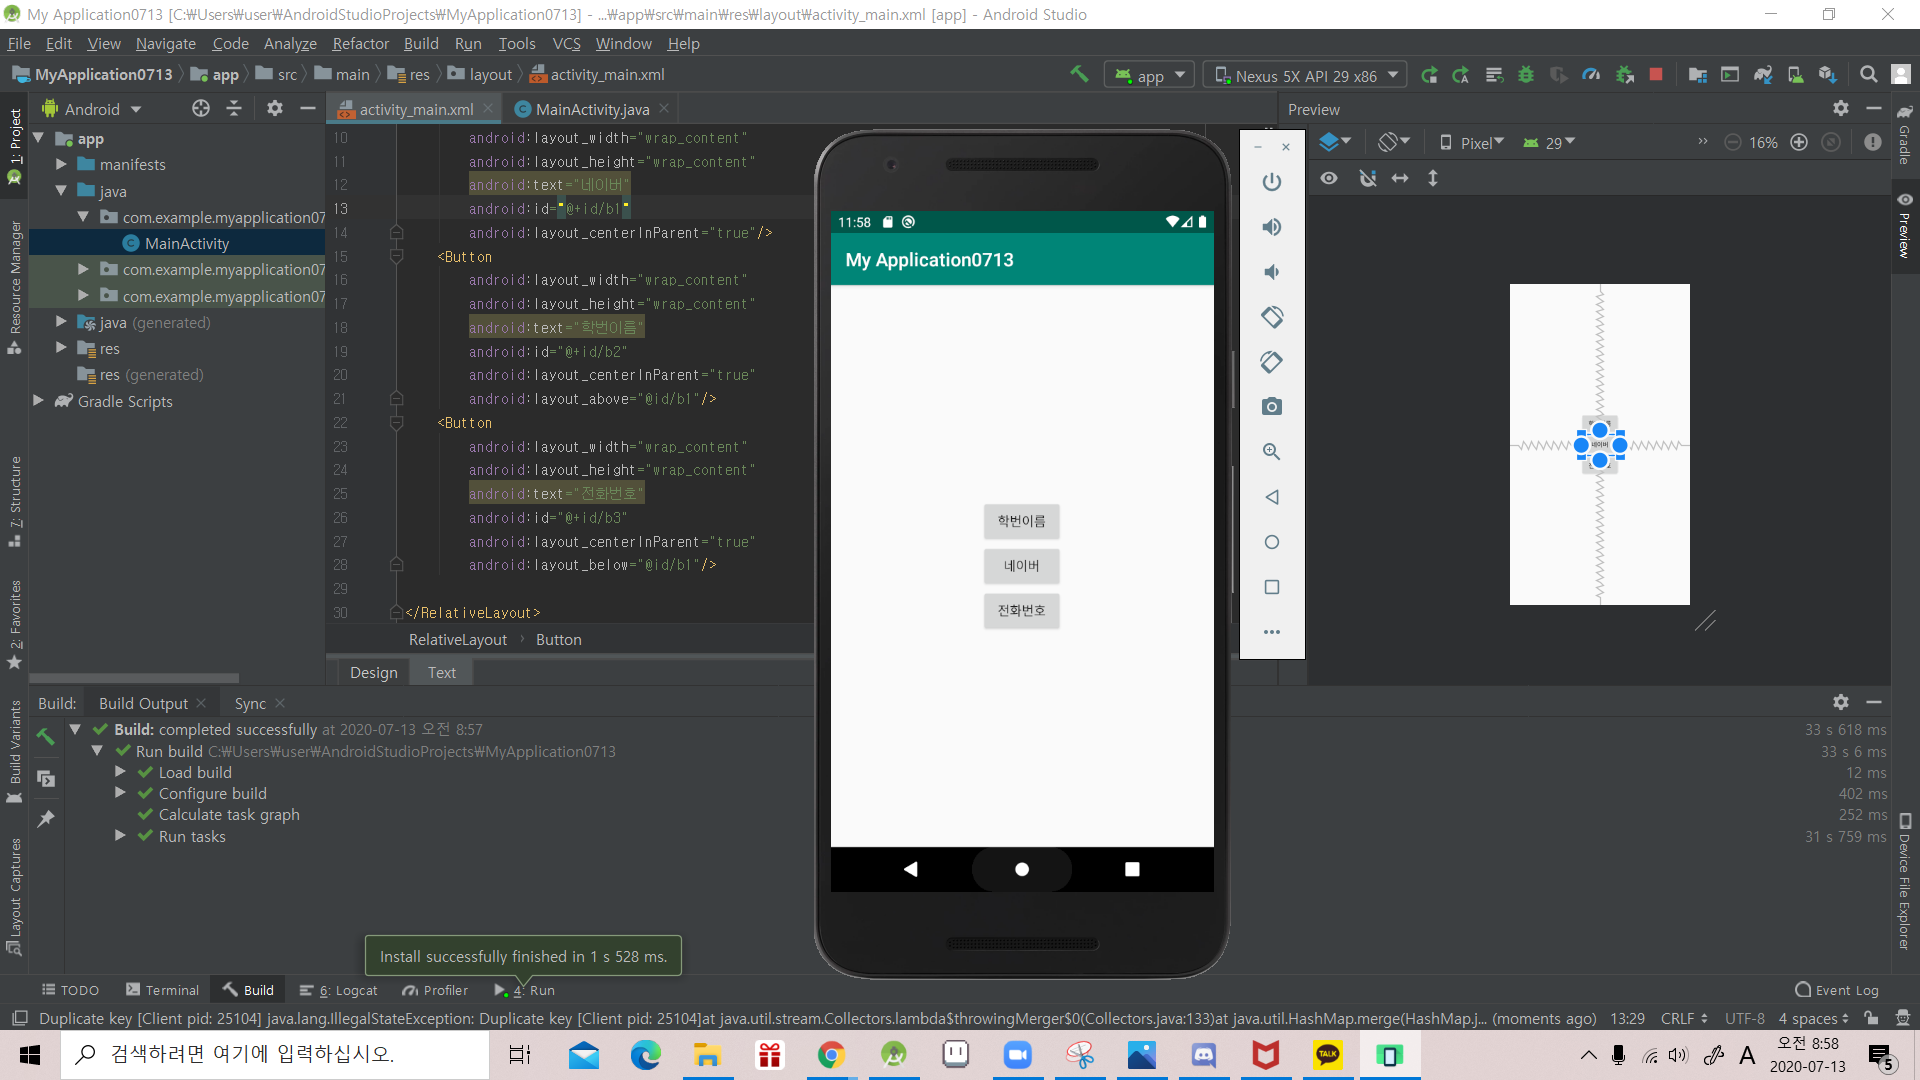 My Application0713 [C:₩Users₩user₩AndroidStudioProjects₩MyApplication0713] - ...₩app₩src₩main₩res₩layout₩activity_main.xml [app] - Android Studio
File Edit View Navigate Code Analyze Refactor Build Run Tools VCS Window Help
MyApplication0713 app src main res layout activity_main.xml
app
Nexus 5X API 29 x86
1: Project
Resource Manager
7: Structure
2: Favorites
Build Variants
Layout Captures
Android
app
manifests
java
com.example.myapplication07
MainActivity
com.example.myapplication07
com.example.myapplication07
java (generated)
res
res (generated)
Gradle Scripts
activity_main.xml
MainActivity.java
10 android:layout_width="wrap_content"
11 android:layout_height="wrap_content"
12 android:text="네이버"
13 android:id="@+id/b1"
14 android:layout_centerInParent="true"/>
15 <Button
16 android:layout_width="wrap_content"
17 android:layout_height="wrap_content"
18 android:text="학번이름"
19 android:id="@+id/b2"
20 android:layout_centerInParent="true"
21 android:layout_above="@id/b1"/>
22 <Button
23 android:layout_width="wrap_content"
24 android:layout_height="wrap_content"
25 android:text="전화번호"
26 android:id="@+id/b3"
27 android:layout_centerInParent="true"
28 android:layout_below="@id/b1"/>
29
30 </RelativeLayout>
RelativeLayout › Button
Design Text
11:58
My Application0713
학번이름
네이버
전화번호
Preview
Pixel
29
16%
네이버
Gradle
Preview
Device File Explorer
Build: Build Output Sync
Build: completed successfully at 2020-07-13 오전 8:57 33 s 618 ms
Run build C:₩Users₩user₩AndroidStudioProjects₩MyApplication0713 33 s 6 ms
Load build 12 ms
Configure build 402 ms
Calculate task graph 252 ms
Run tasks 31 s 759 ms
Install successfully finished in 1 s 528 ms.
TODO Terminal Build 6: Logcat Profiler 4: Run Event Log
Duplicate key [Client pid: 25104] java.lang.IllegalStateException: Duplicate key [Client pid: 25104]at java.util.stream.Collectors.lambda$throwingMerger$0(Collectors.java:133)at java.util.HashMap.merge(HashMap.j... (moments ago) 13:29 CRLF UTF-8 4 spaces
검색하려면 여기에 입력하십시오.
TALK
A
오전 8:58
2020-07-13
5